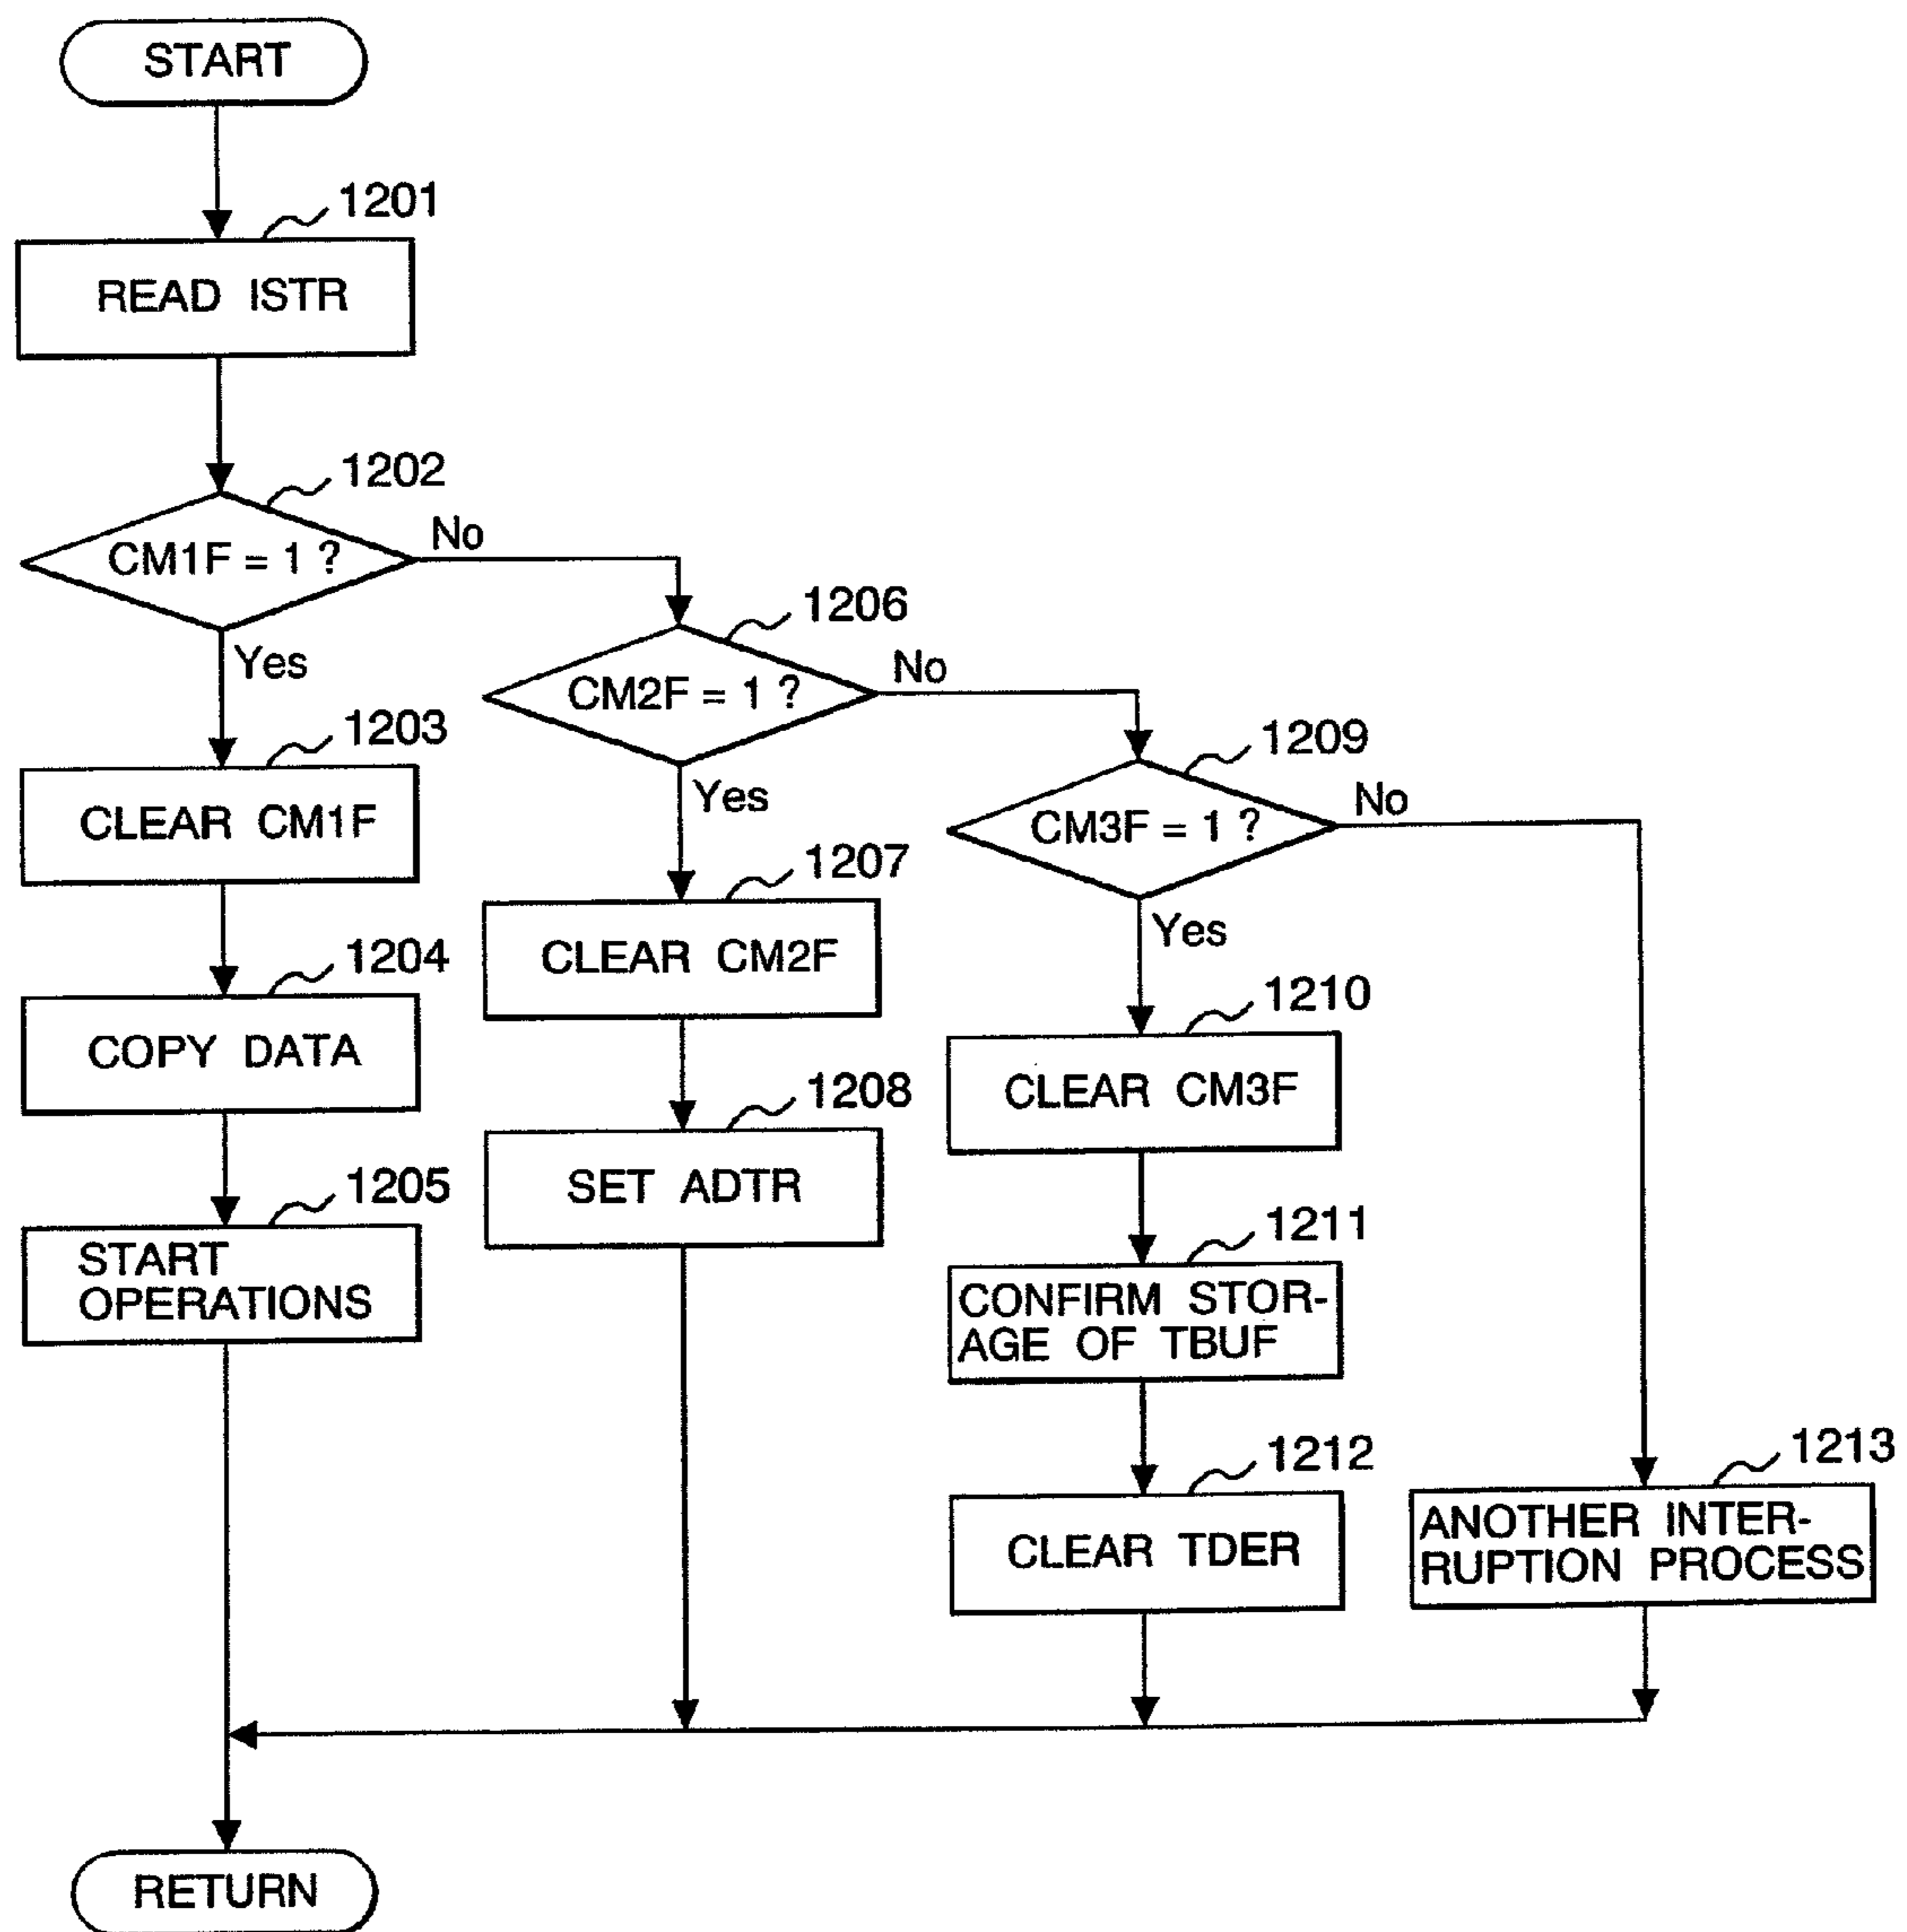 START
1201
READ ISTR
1202
CM1F = 1 ?
No
Yes
1203
CLEAR CM1F
1204
COPY DATA
1205
START
OPERATIONS
1206
CM2F = 1 ?
No
Yes
1207
CLEAR CM2F
1208
SET ADTR
1209
CM3F = 1 ?
No
Yes
1210
CLEAR CM3F
1211
CONFIRM STOR-
AGE OF TBUF
1212
CLEAR TDER
1213
ANOTHER INTER-
RUPTION PROCESS
RETURN